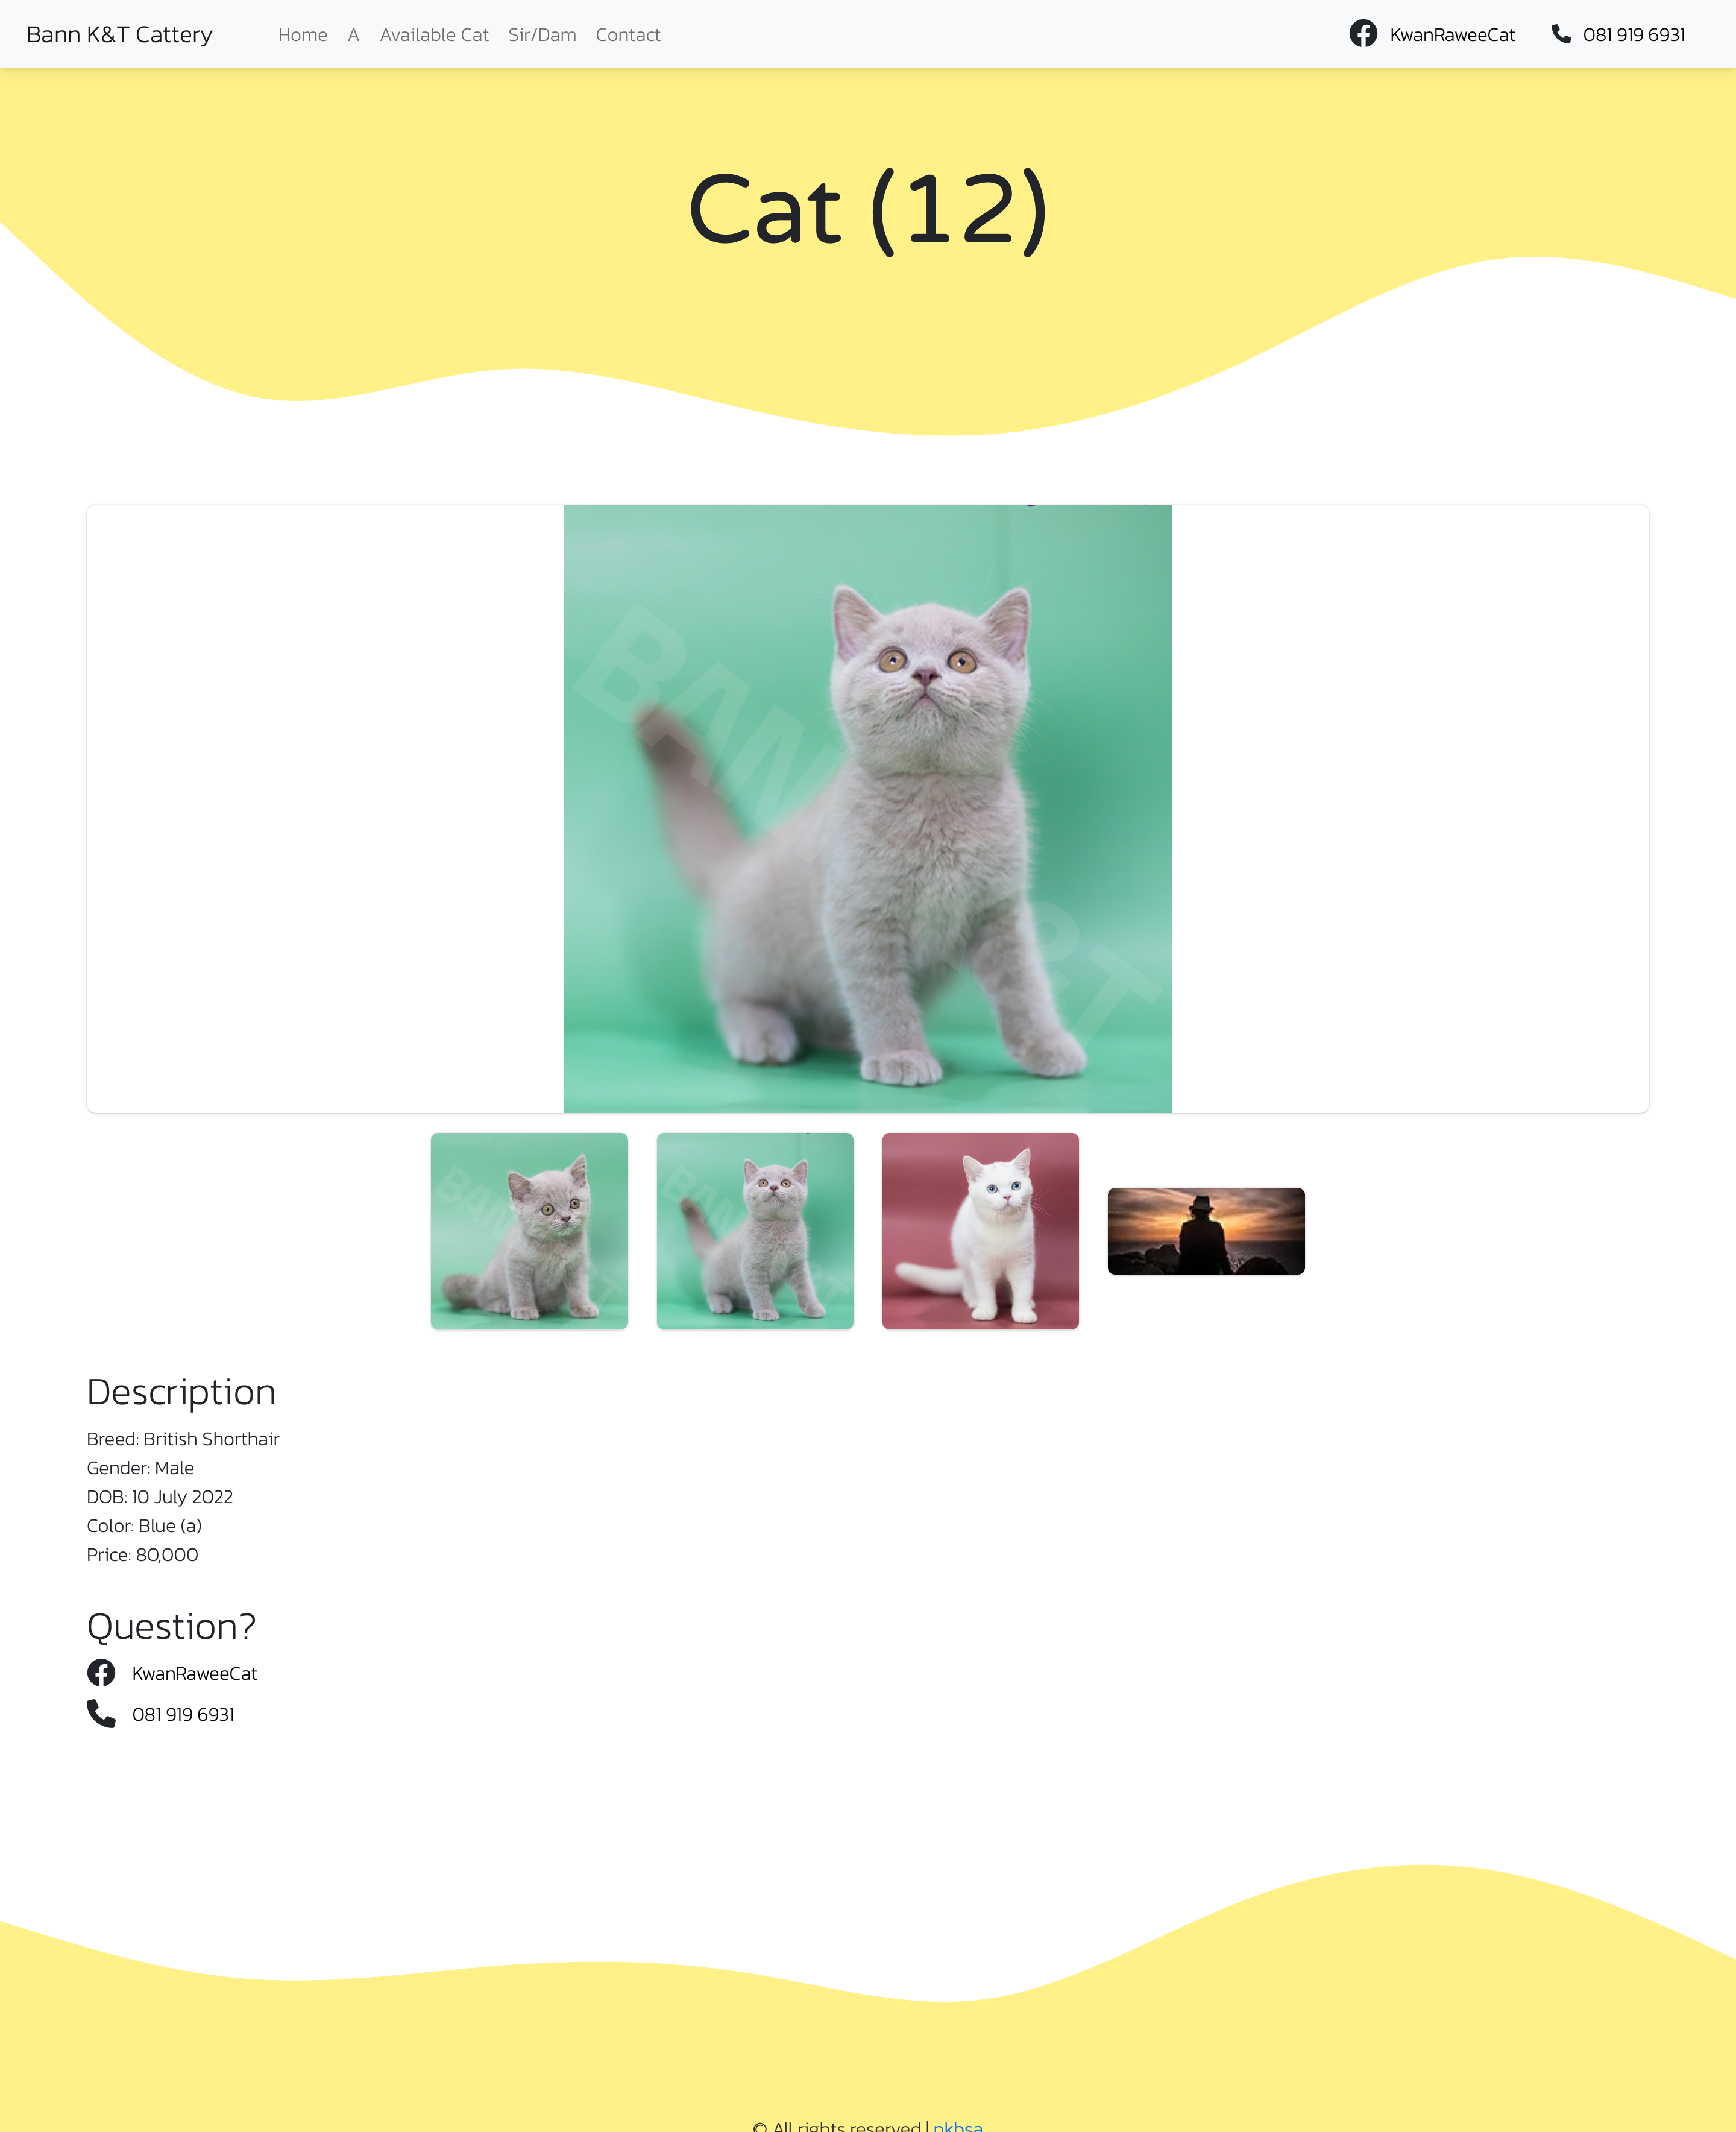 Bann K&T Cattery
Home A Available Cat Sir/Dam Contact
KwanRaweeCat 081 919 6931
Cat (12)
BANN K&T
Description
Breed: British Shorthair
Gender: Male
DOB: 10 July 2022
Color: Blue (a)
Price: 80,000
Question?
KwanRaweeCat
081 919 6931
© All rights reserved | pkbsa